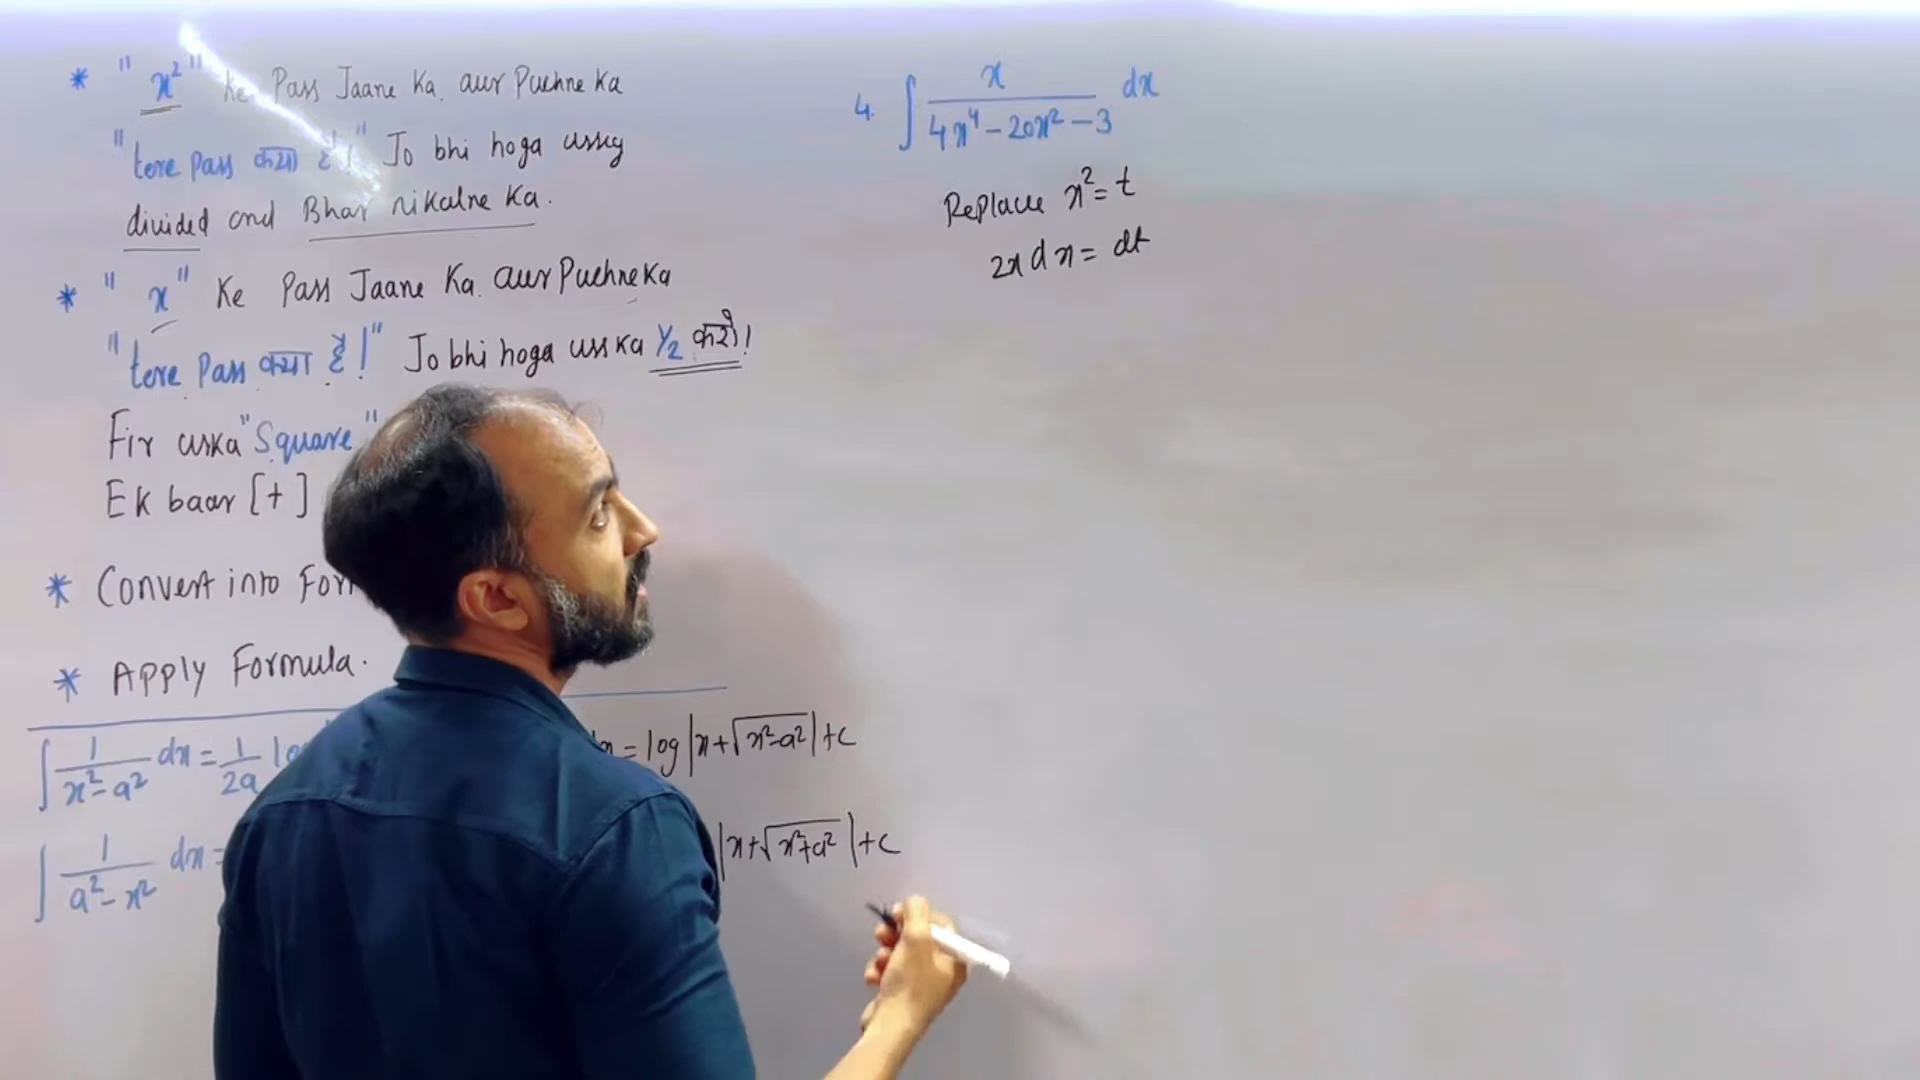 * " x² " Ke Pass Jaane Ka. aur Puchne Ka
" tere Pass क्या है! " Jo bhi hoga ussey
divided and Bhar nikalne Ka.
* " x " Ke Pass Jaane Ka. aur Puchne Ka
" tere Pass क्या है! " Jo bhi hoga uss Ka 1/2 करो!
Fir uska "Square"
Ek baar [+]
* Convert into For
* Apply Formula.
∫ 1/(x²-a²) dx = 1/2a lo
= log |x+√(x²-a²)| +c
∫ 1/(a²-x²) dx =
|x+√(x²+a²)| +c
4. ∫ x/(4x⁴-20x²-3) dx
Replace x² = t
2x dx = dt